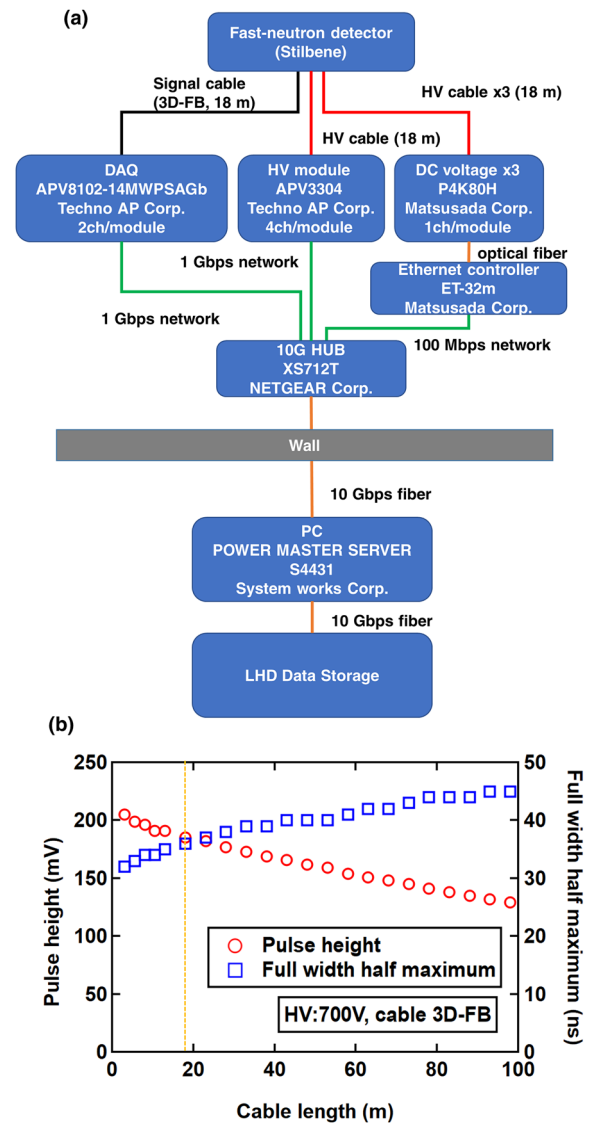 (a)
Fast-neutron detector
(Stilbene)
Signal cable
(3D-FB, 18 m)
HV cable x3 (18 m)
HV cable (18 m)
DAQ
APV8102-14MWPSAGb
Techno AP Corp.
2ch/module
HV module
APV3304
Techno AP Corp.
4ch/module
DC voltage x3
P4K80H
Matsusada Corp.
1ch/module
optical fiber
1 Gbps network
Ethernet controller
ET-32m
Matsusada Corp.
1 Gbps network
100 Mbps network
10G HUB
XS712T
NETGEAR Corp.
Wall
10 Gbps fiber
PC
POWER MASTER SERVER
S4431
System works Corp.
10 Gbps fiber
LHD Data Storage
(b)
250
200
150
100
50
0
Pulse height (mV)
50
40
30
20
10
0
Full width half maximum (ns)
Pulse height
Full width half maximum
HV:700V, cable 3D-FB
0 20 40 60 80 100
Cable length (m)